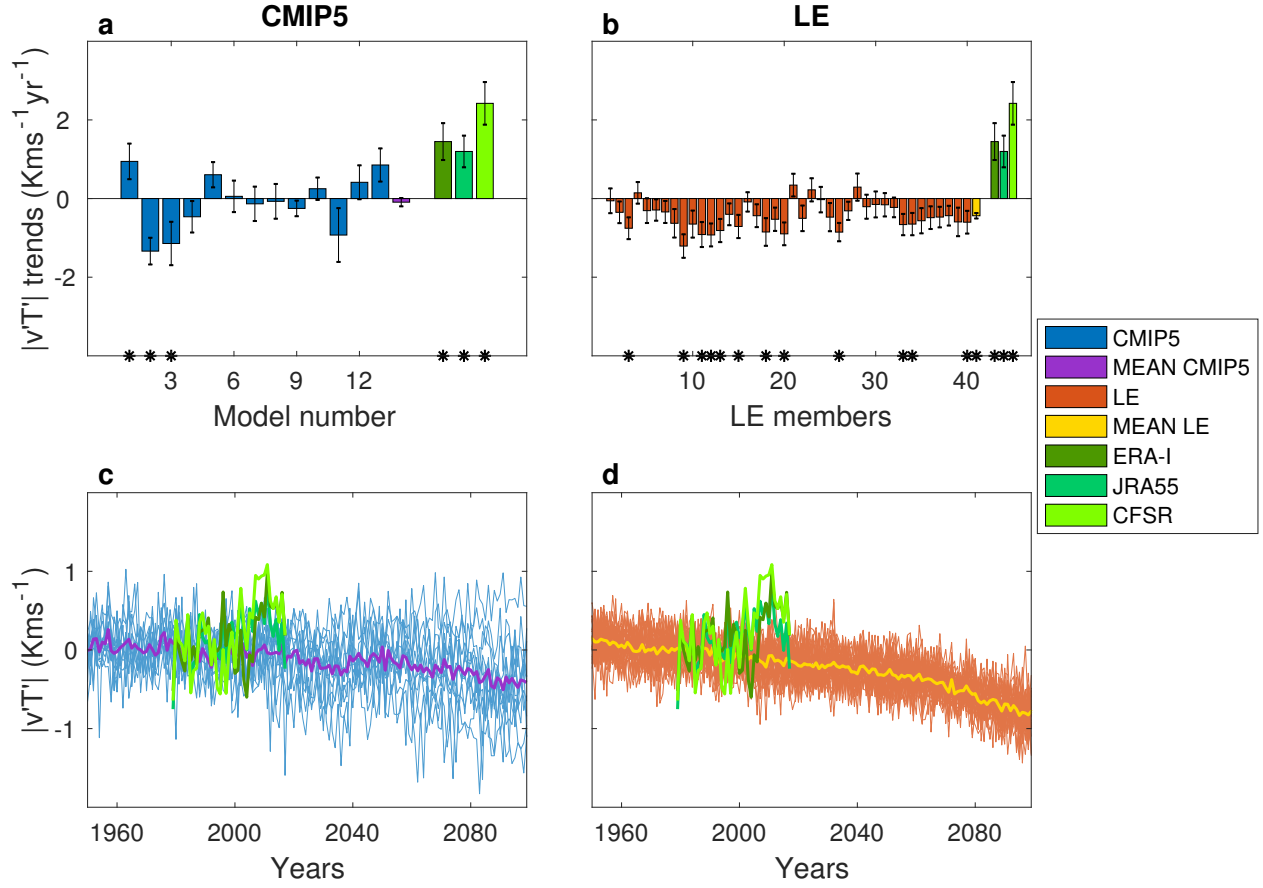 a CMIP5
b LE
|v'T'| trends (Kms⁻¹yr⁻¹)
2
0
-2
3 6 9 12
Model number
10 20 30 40
LE members
CMIP5
MEAN CMIP5
LE
MEAN LE
ERA-I
JRA55
CFSR
c
d
|v'T'| (Kms⁻¹)
1
0
-1
1960 2000 2040 2080
Years
1960 2000 2040 2080
Years